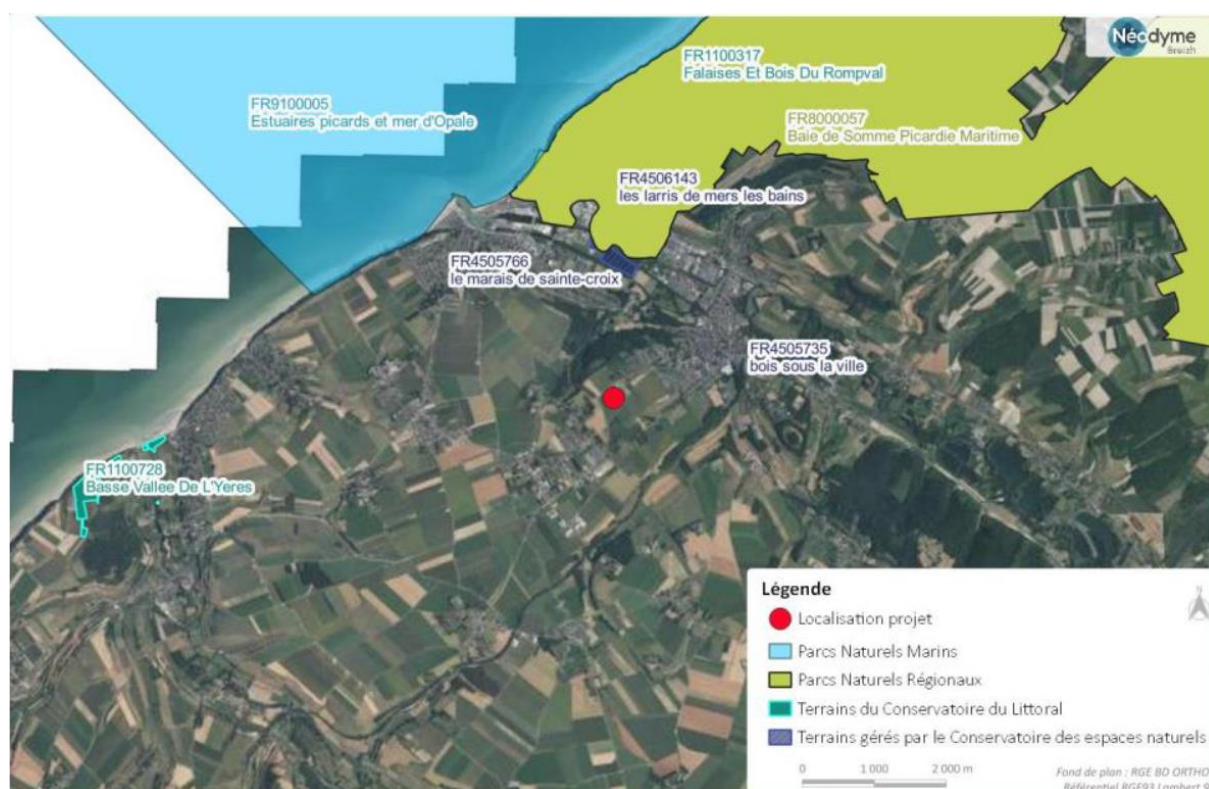 Néodyme
Breizh
FR1100317
Falaises Et Bois Du Rompval
FR9100005
Estuaires picards et mer d'Opale
FR8000057
Baie de Somme Picardie Maritime
FR4506143
les larris de mers les bains
FR4505766
le marais de sainte-croix
FR4505735
bois sous la ville
FR1100728
Basse Vallee De L'Yeres
Légende
Localisation projet
Parcs Naturels Marins
Parcs Naturels Régionaux
Terrains du Conservatoire du Littoral
Terrains gérés par le Conservatoire des espaces naturels
0 1 000 2 000 m
Fond de plan : RGE BD ORTHO
Référentiel RGF93 Lambert 9